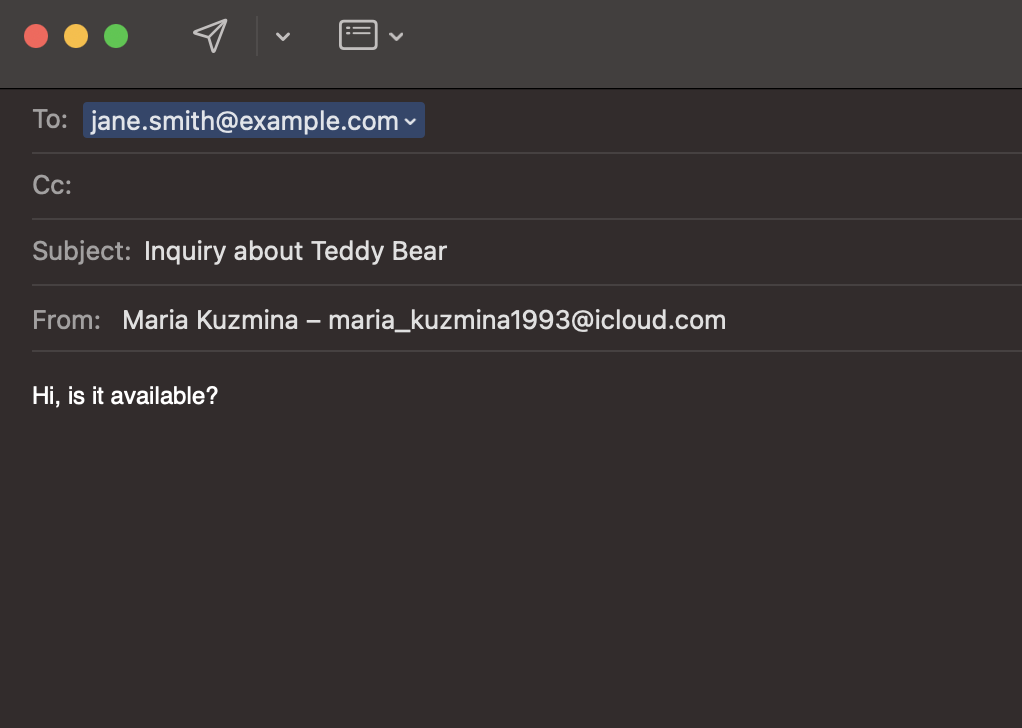 To: jane.smith@example.com
Cc:
Subject: Inquiry about Teddy Bear
From: Maria Kuzmina – maria_kuzmina1993@icloud.com
Hi, is it available?